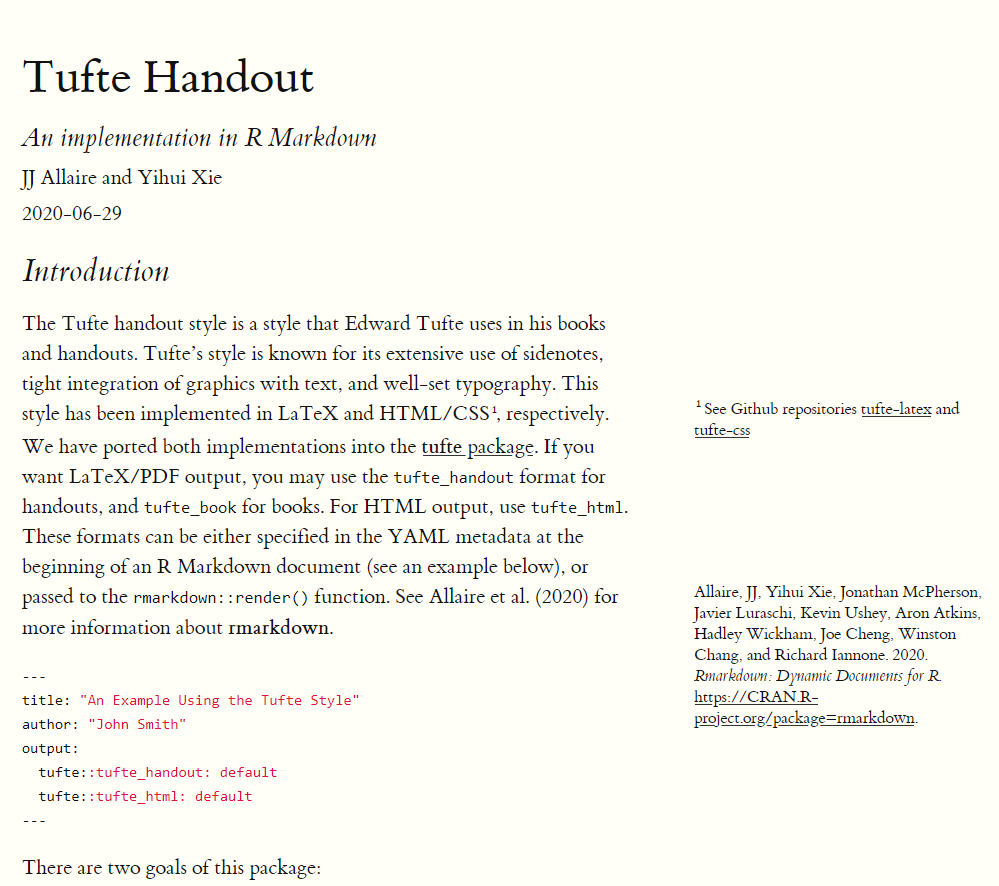 Tufte Handout
An implementation in R Markdown
JJ Allaire and Yihui Xie
2020-06-29
Introduction
The Tufte handout style is a style that Edward Tufte uses in his books
and handouts. Tufte’s style is known for its extensive use of sidenotes,
tight integration of graphics with text, and well-set typography. This
style has been implemented in LaTeX and HTML/CSS¹, respectively.
We have ported both implementations into the tufte package. If you
want LaTeX/PDF output, you may use the tufte_handout format for
handouts, and tufte_book for books. For HTML output, use tufte_html.
These formats can be either specified in the YAML metadata at the
beginning of an R Markdown document (see an example below), or
passed to the rmarkdown::render() function. See Allaire et al. (2020) for
more information about rmarkdown.
¹ See Github repositories tufte-latex and
tufte-css
Allaire, JJ, Yihui Xie, Jonathan McPherson,
Javier Luraschi, Kevin Ushey, Aron Atkins,
Hadley Wickham, Joe Cheng, Winston
Chang, and Richard Iannone. 2020.
Rmarkdown: Dynamic Documents for R.
https://CRAN.R-
project.org/package=rmarkdown.
---
title: "An Example Using the Tufte Style"
author: "John Smith"
output:
  tufte::tufte_handout: default
  tufte::tufte_html: default
---
There are two goals of this package: